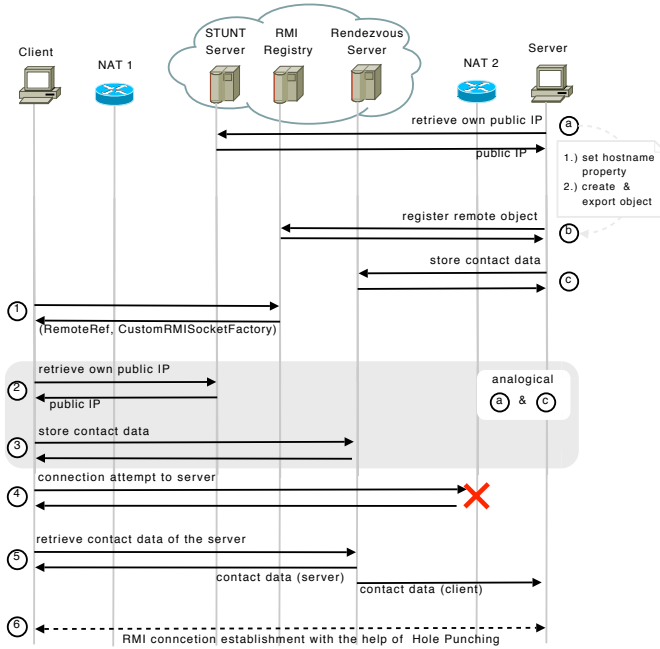 Client
NAT 1
STUNT
Server
RMI
Registry
Rendezvous
Server
NAT 2
Server
retrieve own public IP
a
public IP
1.) set hostname
property
2.) create &
export object
register remote object
b
store contact data
c
1
(RemoteRef, CustomRMISocketFactory)
retrieve own public IP
2
public IP
analogical
a & c
store contact data
3
connection attempt to server
4
retrieve contact data of the server
5
contact data (server)
contact data (client)
6
RMI conncetion establishment with the help of Hole Punching